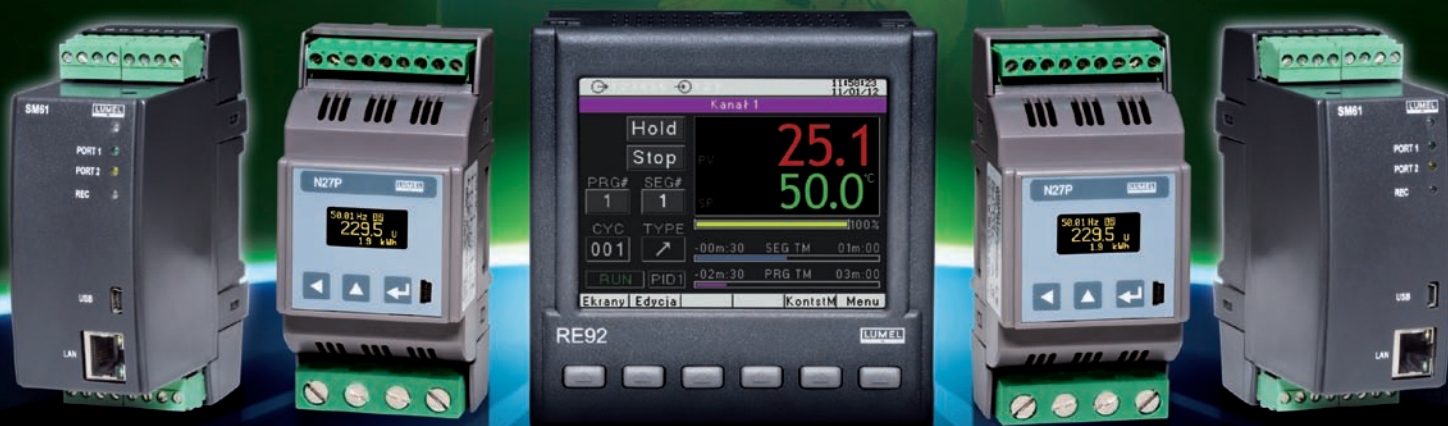 SM61
LUMEL
PORT 1
PORT 2
REC
USB
LAN
N27P
LUMEL
50.01 Hz
229.5 U
1.9 kWh
11:50:23
11/01/12
Kanał 1
Hold
Stop
PV
25.1
SP
50.0 °C
PRG#
SEG#
1
1
100%
CYC
TYPE
001
-00m:30 SEG TM 01m:00
RUN
PID1
-02m:30 PRG TM 03m:00
Ekrany Edycja KontstM Menu
RE92
LUMEL
N27P
LUMEL
50.01 Hz
229.5 U
1.9 kWh
SM61
LUMEL
PORT 1
PORT 2
REC
USB
LAN